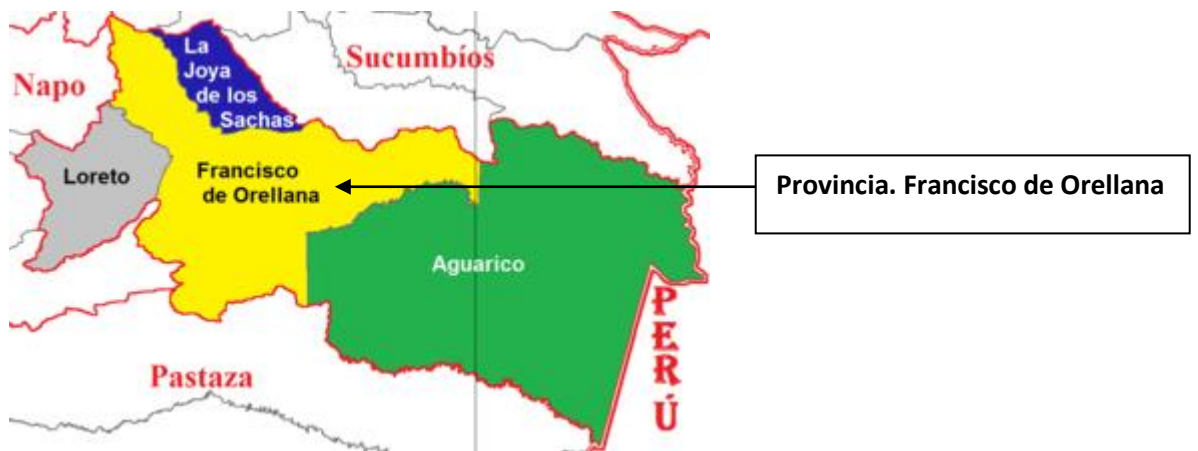 La
Joya
de los
Sachas
Sucumbíos
Napo
Loreto
Francisco
de Orellana
Provincia. Francisco de Orellana
Aguarico
PERÚ
Pastaza